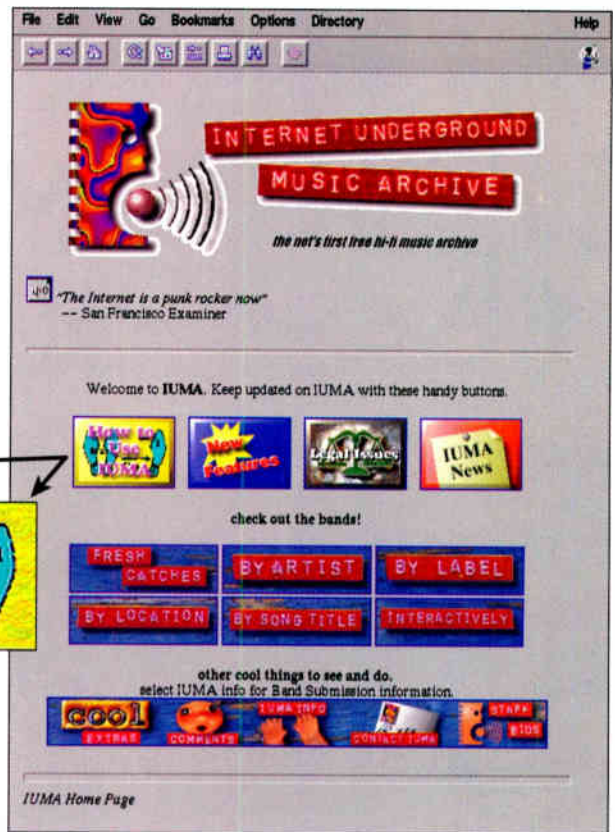 File Edit View Go Bookmarks Options Directory Help
INTERNET UNDERGROUND
MUSIC ARCHIVE
the net's first free hi-fi music archive
"The Internet is a punk rocker now"
-- San Francisco Examiner
Welcome to IUMA. Keep updated on IUMA with these handy buttons.
How to Use IUMA
New Features
Legal Issues
IUMA News
check out the bands!
FRESH CATCHES
BY ARTIST
BY LABEL
BY LOCATION
BY SONG TITLE
INTERACTIVELY
other cool things to see and do.
select IUMA info for Band Submission information.
cool EXTRAS
COMMENTS
IUMA INFO
CONTACT IUMA
STAFF BIOS
IUMA Home Page